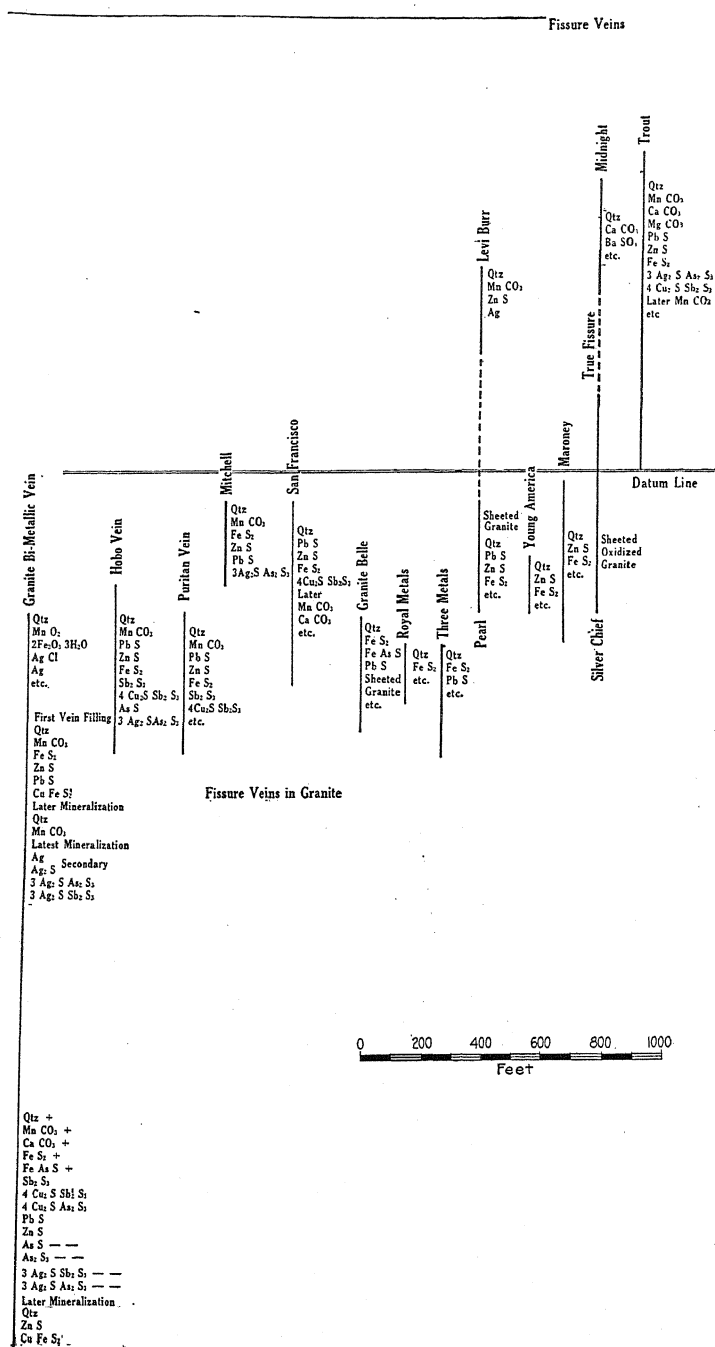 Fissure Veins
Midnight
Qtz
Ca CO₃
Ba SO₄
etc.
Trout
Qtz
Mn CO₃
Ca CO₃
Mg CO₃
Pb S
Zn S
Fe S₂
3 Ag₂ S As₂ S₃
4 Cu₂ S Sb₂ S₃
Later Mn CO₃
etc
Levi Burr
Qtz
Mn CO₃
Zn S
Ag
True Fissure
Datum Line
Granite Bi-Metallic Vein
Qtz
Mn O₂
2Fe₂O₃ 3H₂O
Ag Cl
Ag
etc.
First Vein Filling
Qtz
Mn CO₃
Fe S₂
Zn S
Pb S
Cu Fe S₂
Later Mineralization
Qtz
Mn CO₃
Latest Mineralization
Ag
Ag₂ S Secondary
3 Ag₂ S As₂ S₃
3 Ag₂ S Sb₂ S₃
Hobo Vein
Qtz
Mn CO₃
Pb S
Zn S
Fe S₂
Sb₂ S₃
4 Cu₂S Sb₂ S₃
As S
3 Ag₂ SAs₂ S₃
Puritan Vein
Qtz
Mn CO₃
Pb S
Zn S
Fe S₂
Sb₂ S₃
4Cu₂S Sb₂S₃
etc.
Mitchell
Qtz
Mn CO₃
Fe S₂
Zn S
Pb S
3Ag₂S As₂ S₃
San Francisco
Qtz
Pb S
Zn S
Fe S₂
4Cu₂S Sb₂S₃
Later
Mn CO₃
Ca CO₃
etc.
Granite Belle
Qtz
Fe S₂
Fe As S
Pb S
Sheeted
Granite
etc.
Royal Metals
Qtz
Fe S₂
etc.
Three Metals
Qtz
Fe S₂
Pb S
etc.
Pearl
Sheeted
Granite
Qtz
Pb S
Zn S
Fe S₂
etc.
Young America
Qtz
Zn S
Fe S₂
etc.
Maroney
Qtz
Zn S
Fe S₂
etc.
Silver Chief
Sheeted
Oxidized
Granite
Fissure Veins in Granite
0 200 400 600 800 1000
Feet
Qtz +
Mn CO₃ +
Ca CO₃ +
Fe S₂ +
Fe As S +
Sb₂ S₃
4 Cu₂ S Sb₂ S₃
4 Cu₂ S As₂ S₃
Pb S
Zn S
As S — —
As₂ S₃ — —
3 Ag₂ S Sb₂ S₃ — —
3 Ag₂ S As₂ S₃ — —
Later Mineralization
Qtz
Zn S
Cu Fe S₂